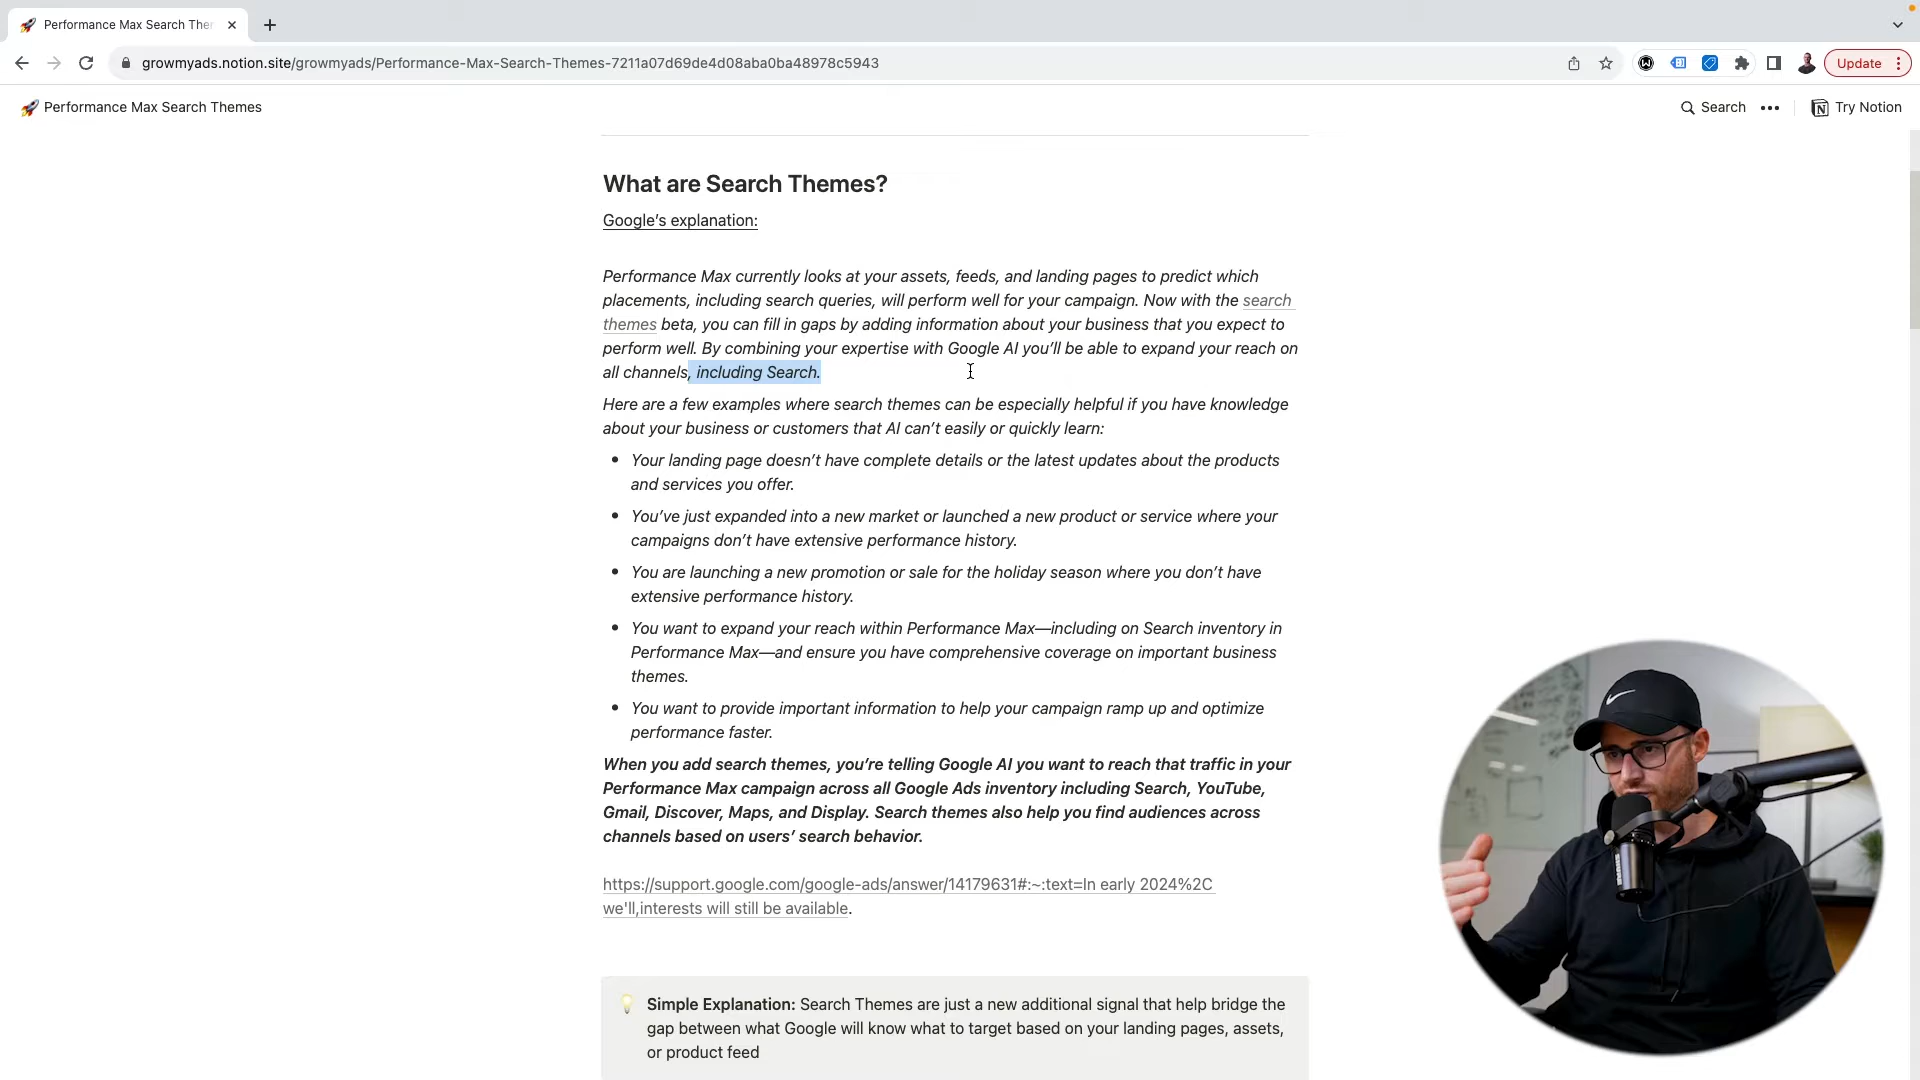 Performance Max Search Ther
growmyads.notion.site/growmyads/Performance-Max-Search-Themes-7211a07d69de4d08aba0ba48978c5943
Update
Performance Max Search Themes
Search
Try Notion
What are Search Themes?
Google’s explanation:
Performance Max currently looks at your assets, feeds, and landing pages to predict which
placements, including search queries, will perform well for your campaign. Now with the search
themes beta, you can fill in gaps by adding information about your business that you expect to
perform well. By combining your expertise with Google AI you’ll be able to expand your reach on
all channels, including Search.
Here are a few examples where search themes can be especially helpful if you have knowledge
about your business or customers that AI can’t easily or quickly learn:
• Your landing page doesn’t have complete details or the latest updates about the products
and services you offer.
• You’ve just expanded into a new market or launched a new product or service where your
campaigns don’t have extensive performance history.
• You are launching a new promotion or sale for the holiday season where you don’t have
extensive performance history.
• You want to expand your reach within Performance Max—including on Search inventory in
Performance Max—and ensure you have comprehensive coverage on important business
themes.
• You want to provide important information to help your campaign ramp up and optimize
performance faster.
When you add search themes, you’re telling Google AI you want to reach that traffic in your
Performance Max campaign across all Google Ads inventory including Search, YouTube,
Gmail, Discover, Maps, and Display. Search themes also help you find audiences across
channels based on users’ search behavior.
https://support.google.com/google-ads/answer/14179631#:~:text=In early 2024%2C
we'll,interests will still be available.
Simple Explanation: Search Themes are just a new additional signal that help bridge the
gap between what Google will know what to target based on your landing pages, assets,
or product feed